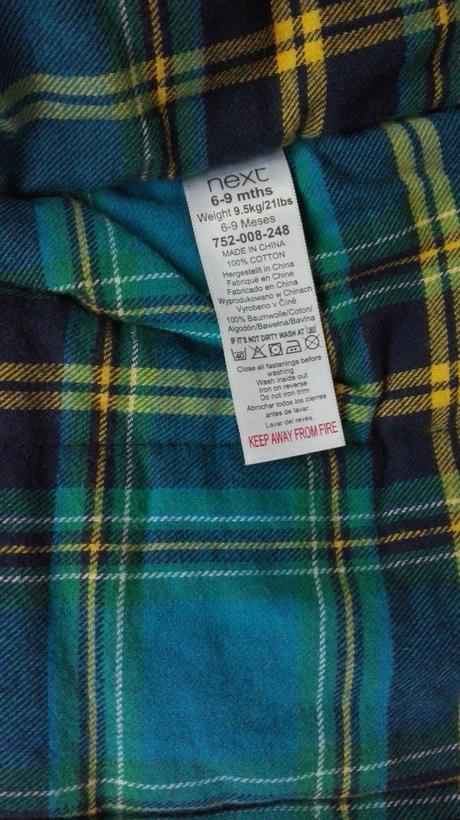 next
6-9 mths
Weight 9.5kg/21lbs
6-9 Meses
752-008-248
MADE IN CHINA
100% COTTON
Hergestellt in China
Fabriqué en Chine
Fabricado en China
Wyprodukowano w Chinach
Vyrobeno v Číně
100% Baumwolle/Coton/
Algodón/Bawełna/Bavlna
IF IT'S NOT DIRTY WASH AT 30
40
Close all fastenings before
washing.
Wash inside out
Iron on reverse
Do not iron trim
Abrochar todos los cierres
antes de lavar.
Lavar del revés.
KEEP AWAY FROM FIRE